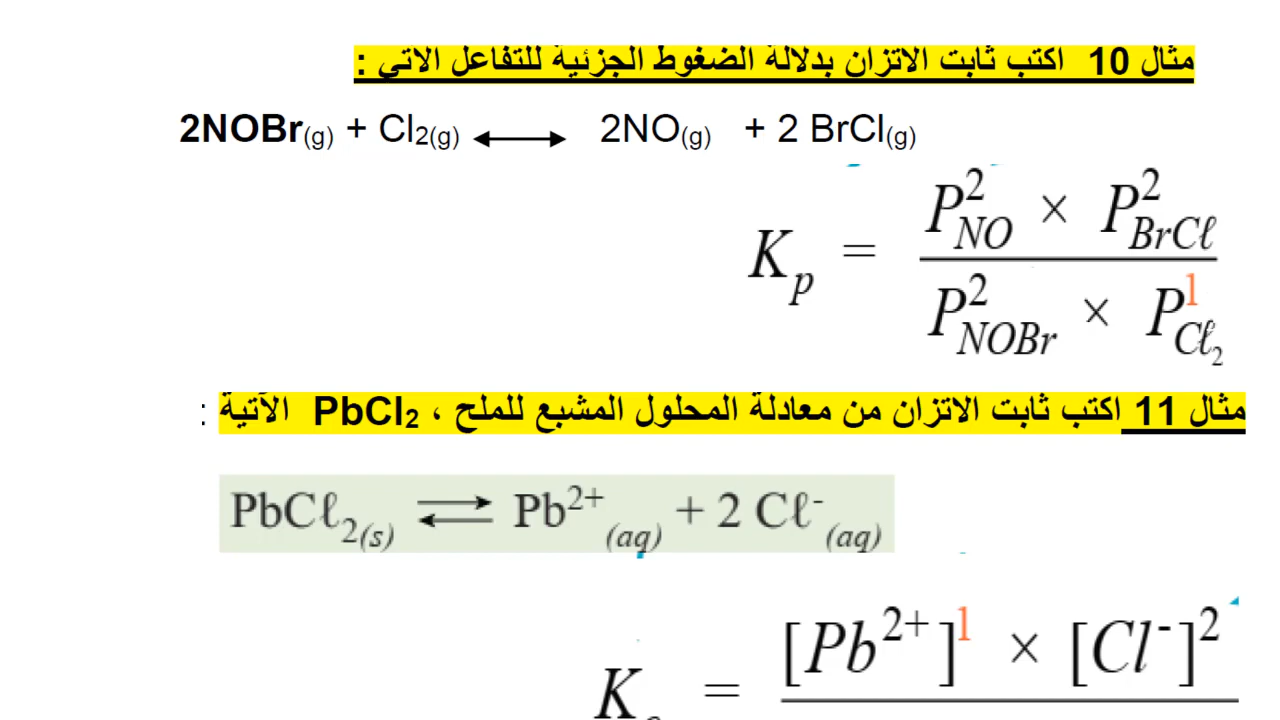 مثال 10 اكتب ثابت الاتزان بدلالة الضغوط الجزئية للتفاعل الاتي :
2NOBr(g) + Cl2(g) ⟷ 2NO(g) + 2 BrCl(g)
Kp = P²NO × P²BrCℓ / P²NOBr × P¹Cℓ₂
مثال 11 اكتب ثابت الاتزان من معادلة المحلول المشبع للملح ، PbCl2 الآتية :
PbCℓ2(s) ⇄ Pb²⁺(aq) + 2 Cℓ⁻(aq)
K = [Pb²⁺]¹ × [Cl⁻]²